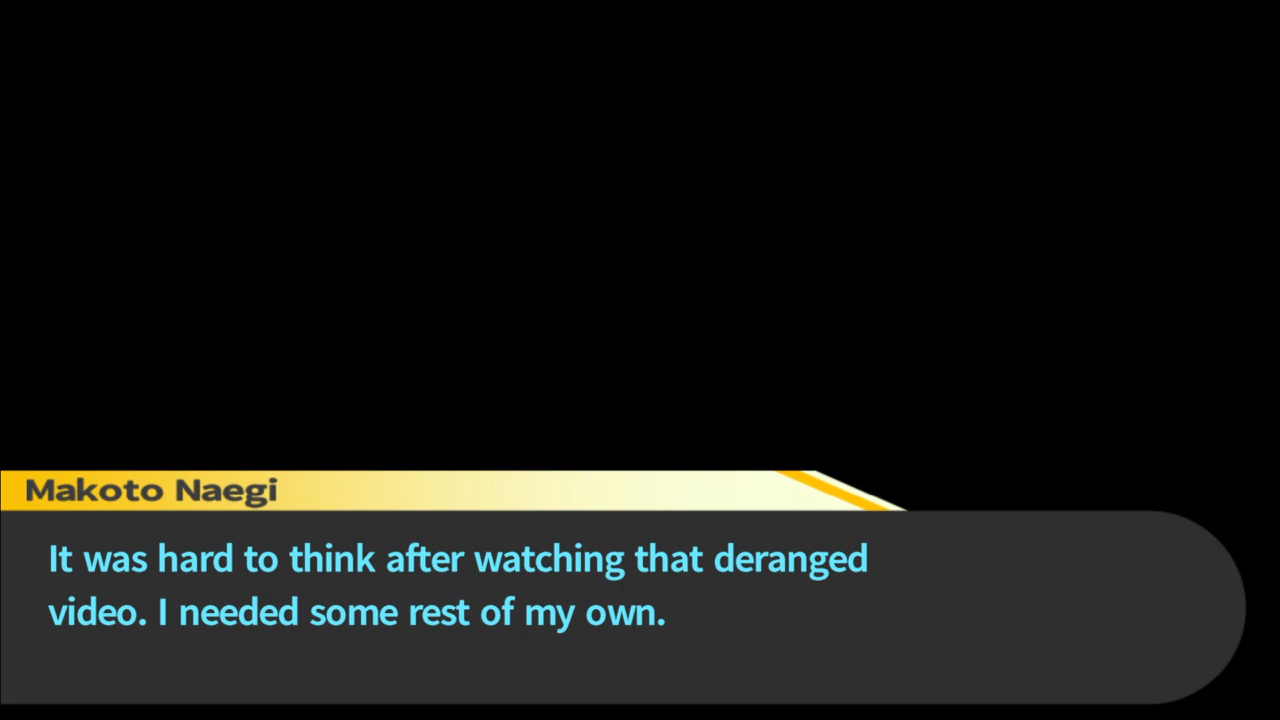 Makoto Naegi
It was hard to think after watching that deranged
video. I needed some rest of my own.